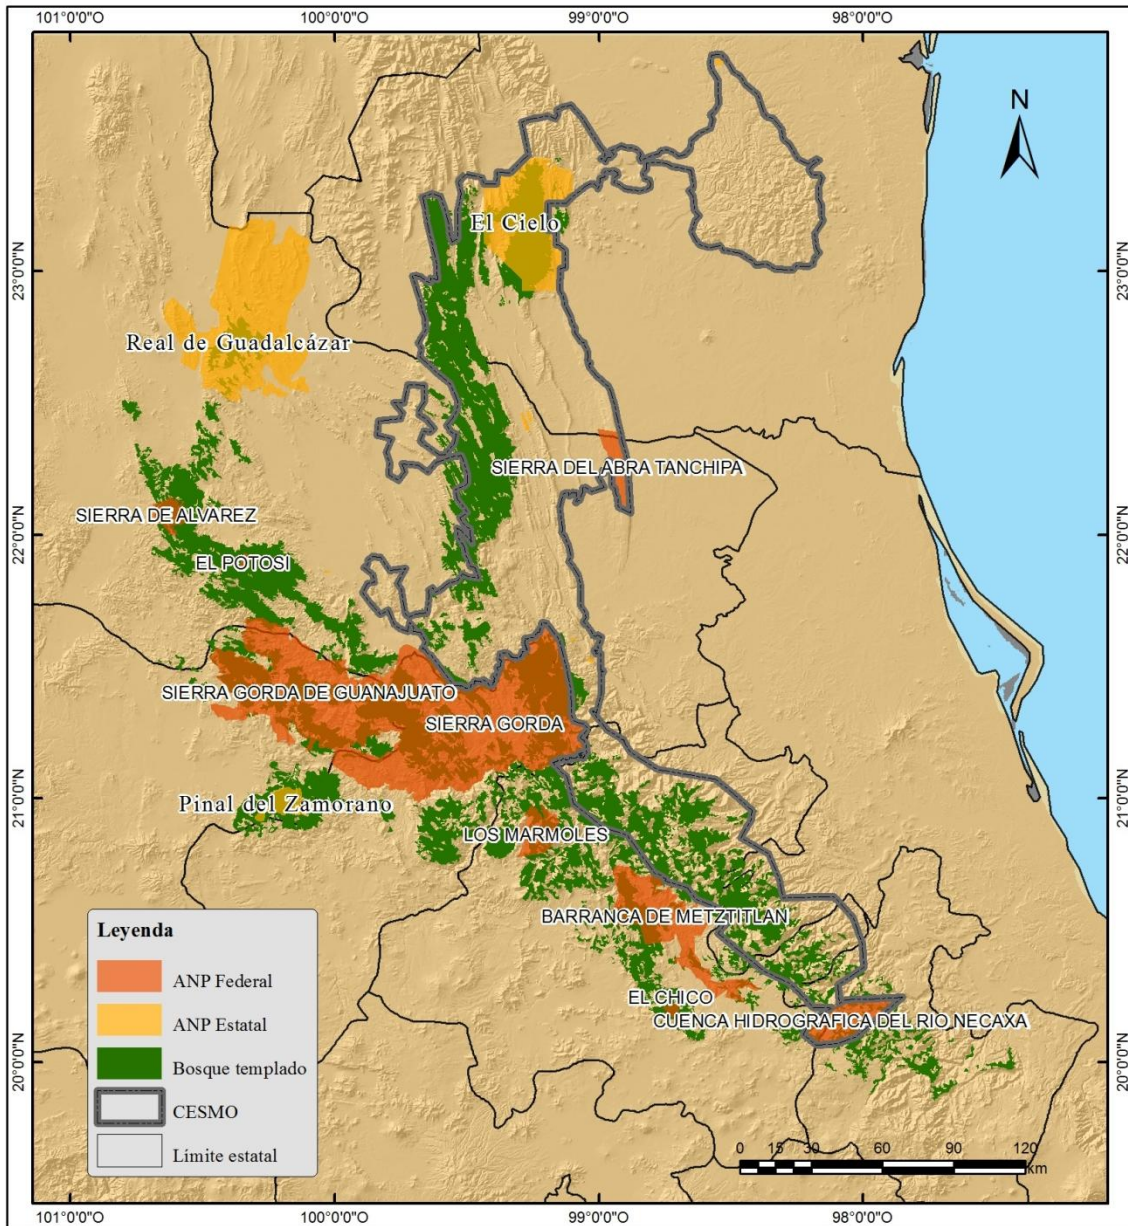 101°0'0"O 100°0'0"O 99°0'0"O 98°0'0"O
N
El Cielo
23°0'0"N 23°0'0"N
Real de Guadalcázar
SIERRA DEL ABRA TANCHIPA
SIERRA DE ALVAREZ
22°0'0"N 22°0'0"N
EL POTOSI
SIERRA GORDA DE GUANAJUATO
SIERRA GORDA
21°0'0"N 21°0'0"N
Pinal del Zamorano
LOS MARMOLES
BARRANCA DE METZTITLAN
EL CHICO
CUENCA HIDROGRAFICA DEL RIO NECAXA
20°0'0"N 20°0'0"N
Leyenda
ANP Federal
ANP Estatal
Bosque templado
CESMO
Límite estatal
0 15 30 60 90 120
km
101°0'0"O 100°0'0"O 99°0'0"O 98°0'0"O